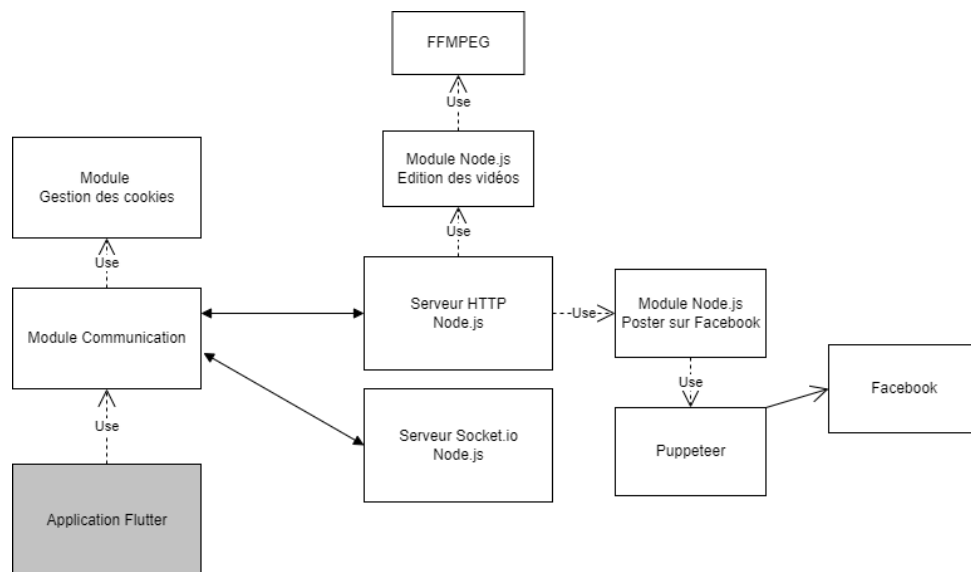 FFMPEG
Use
Module Node.js
Edition des vidéos
Module
Gestion des cookies
Use
Use
Module Communication
Serveur HTTP
Node.js
Use
Module Node.js
Poster sur Facebook
Use
Facebook
Use
Serveur Socket.io
Node.js
Puppeteer
Application Flutter